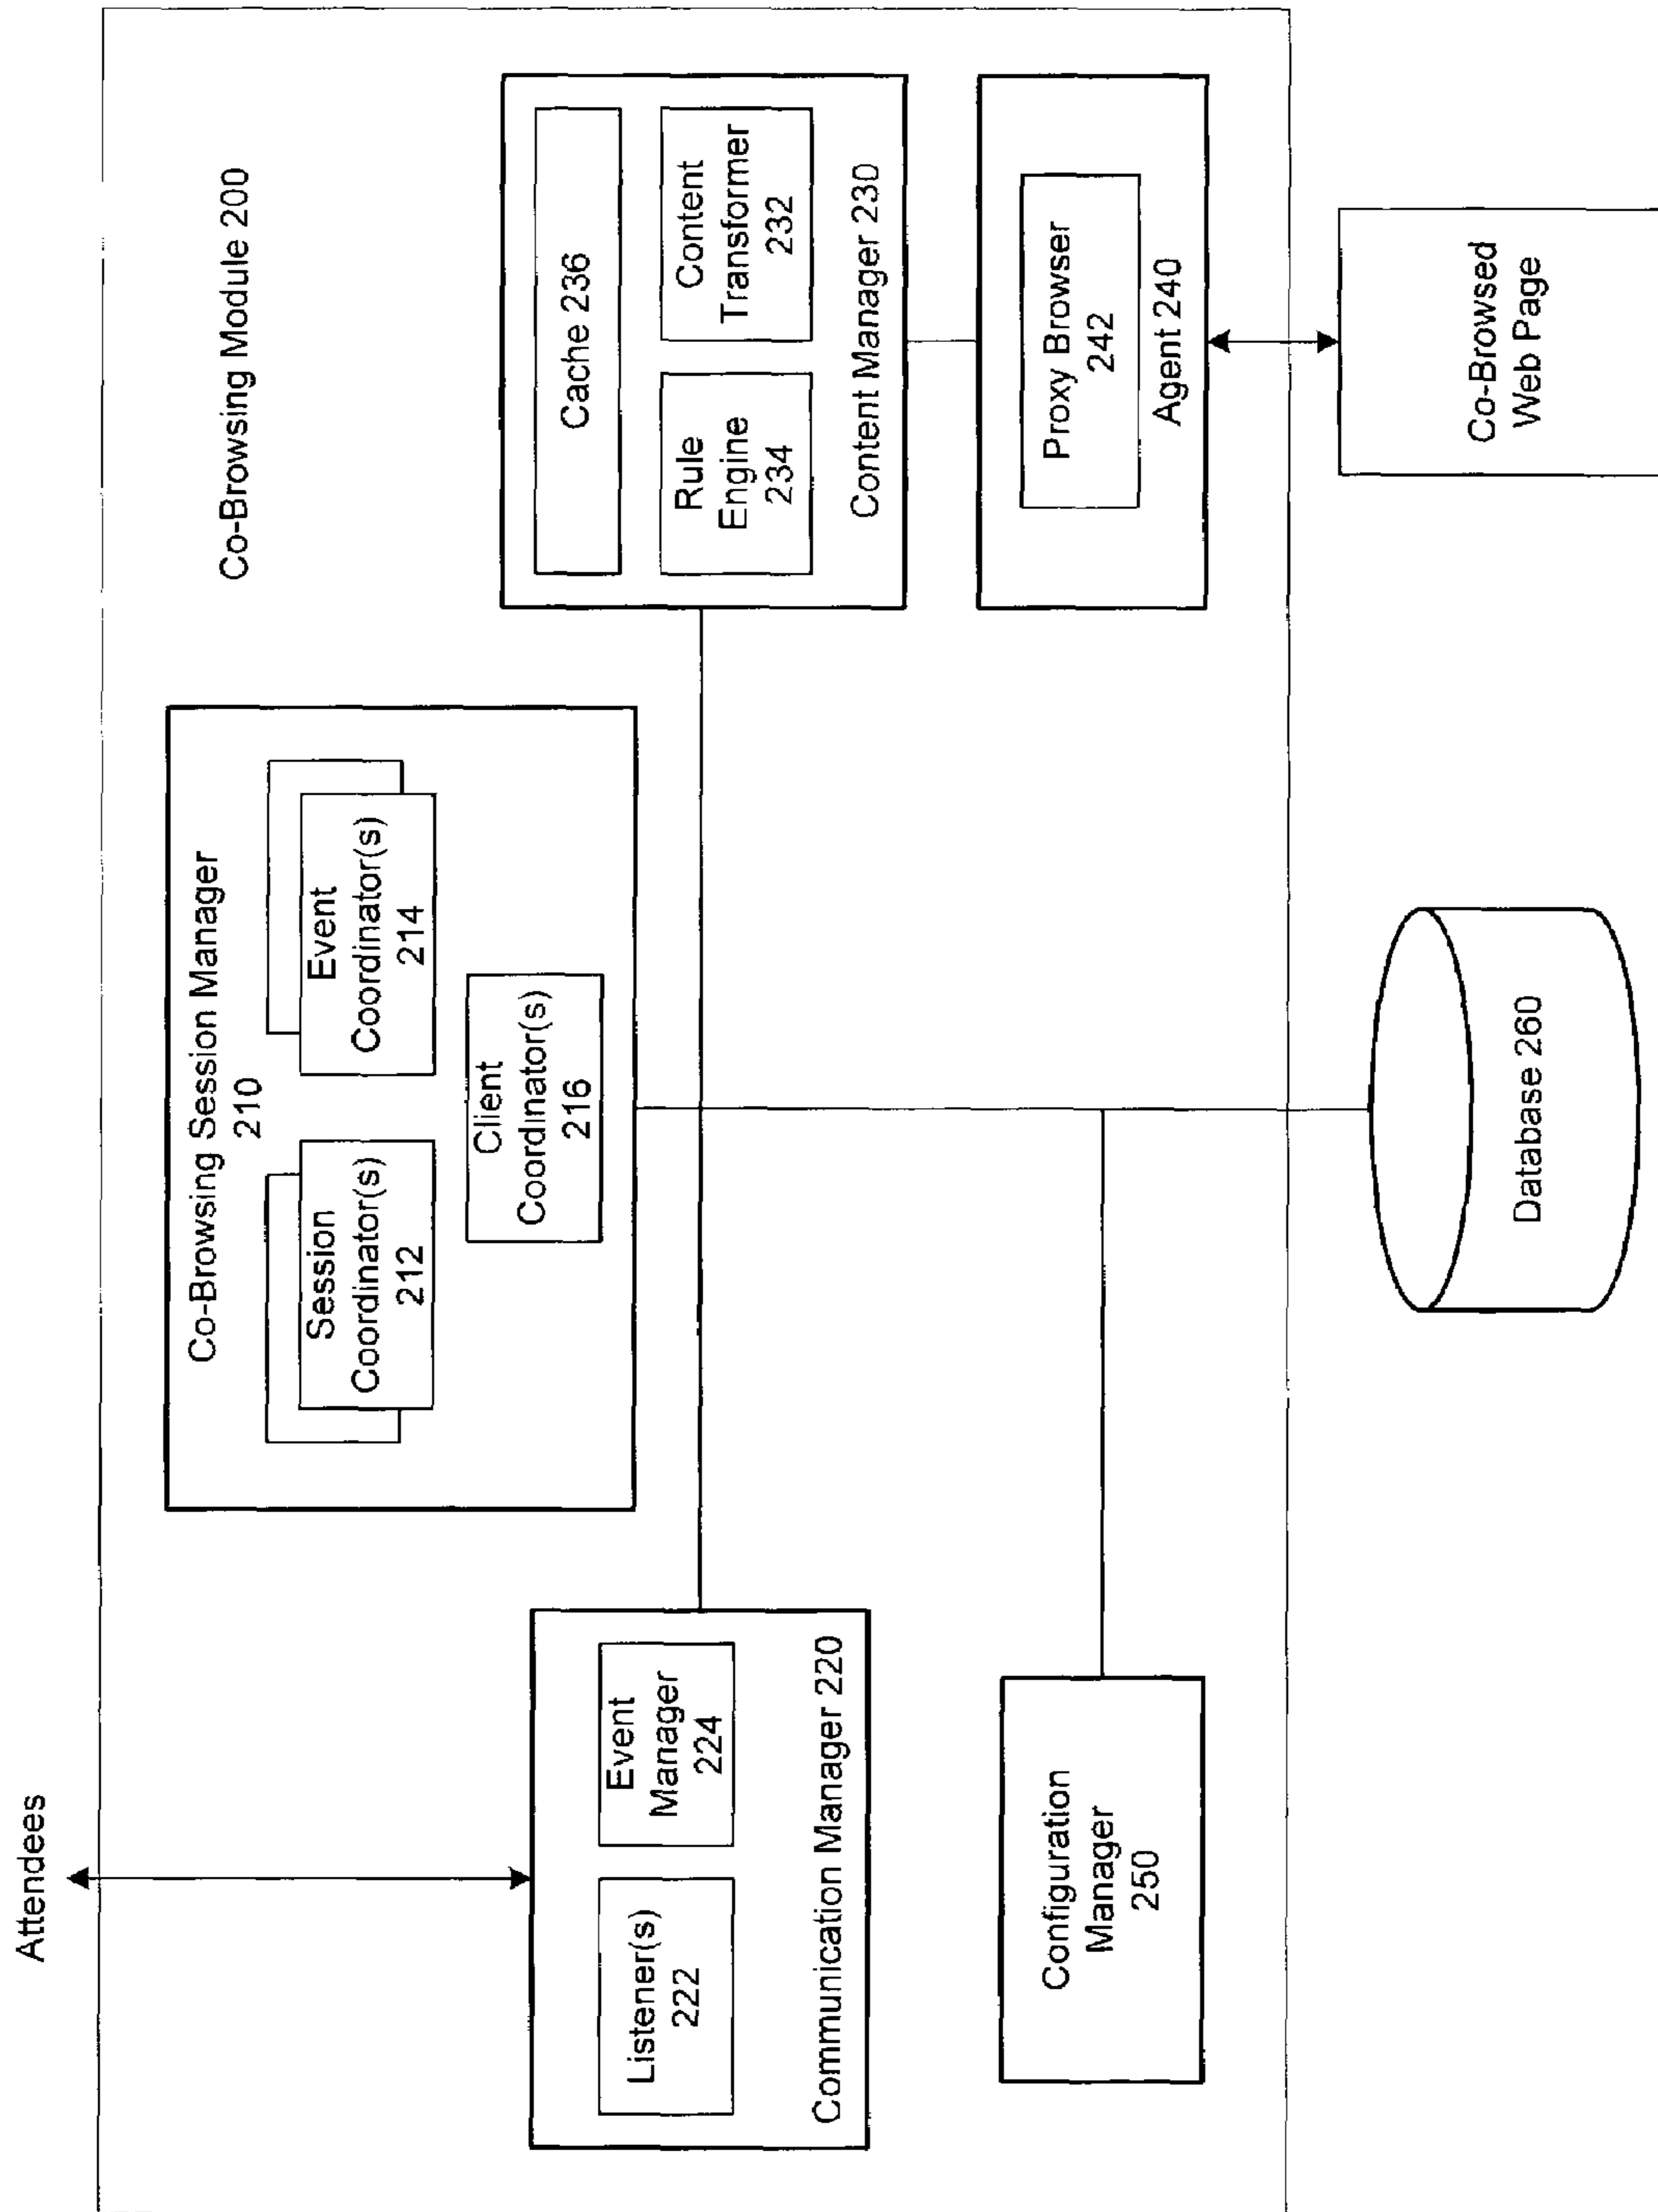 Attendees
Co-Browsing Module 200
Co-Browsing Session Manager
210
Session
Coordinator(s)
212
Event
Coordinator(s)
214
Client
Coordinator(s)
216
Listener(s)
222
Event
Manager
224
Communication Manager 220
Cache 236
Rule
Engine
234
Content
Transformer
232
Content Manager 230
Configuration
Manager
250
Proxy Browser
242
Agent 240
Database 260
Co-Browsed
Web Page